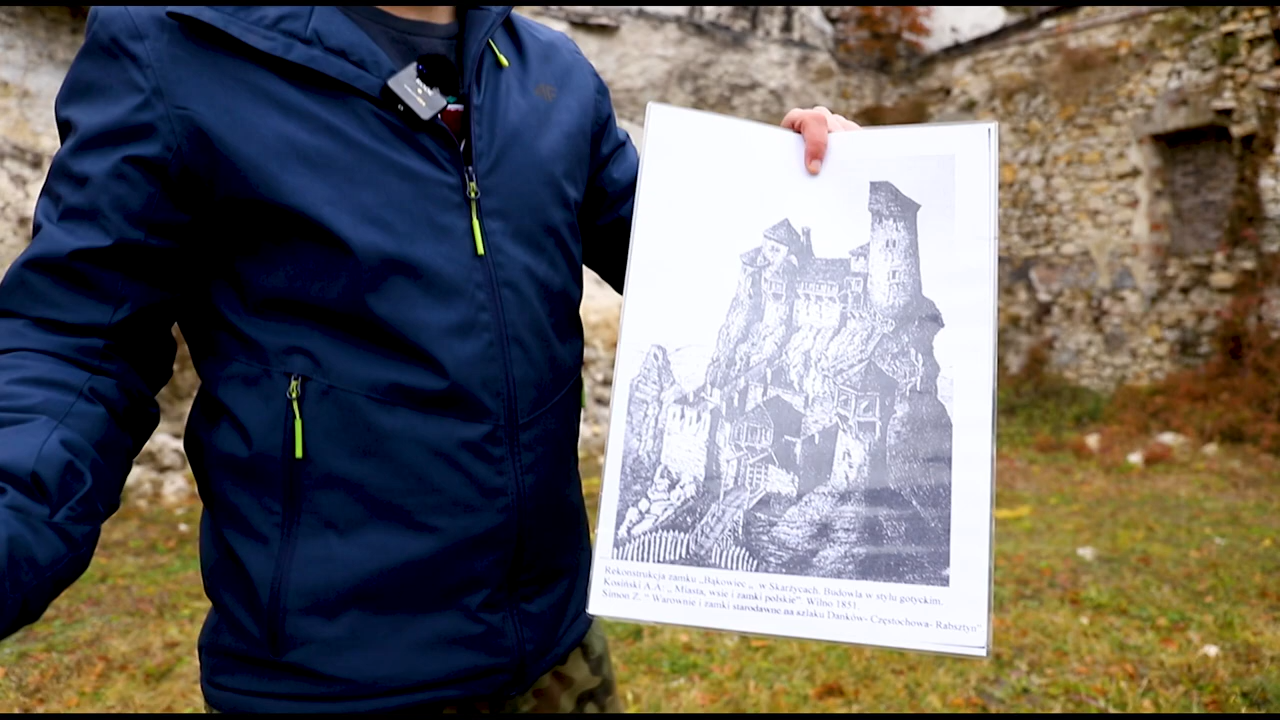 Rekonstrukcja zamku „Bąkowiec „ w Skarżycach. Budowla w stylu gotyckim.
Kosiński A.A. „ Miasta, wsie i zamki polskie". Wilno 1851.
Simon Z. " Warownie i zamki starodawne na szlaku Danków- Częstochowa- Rabsztyn"